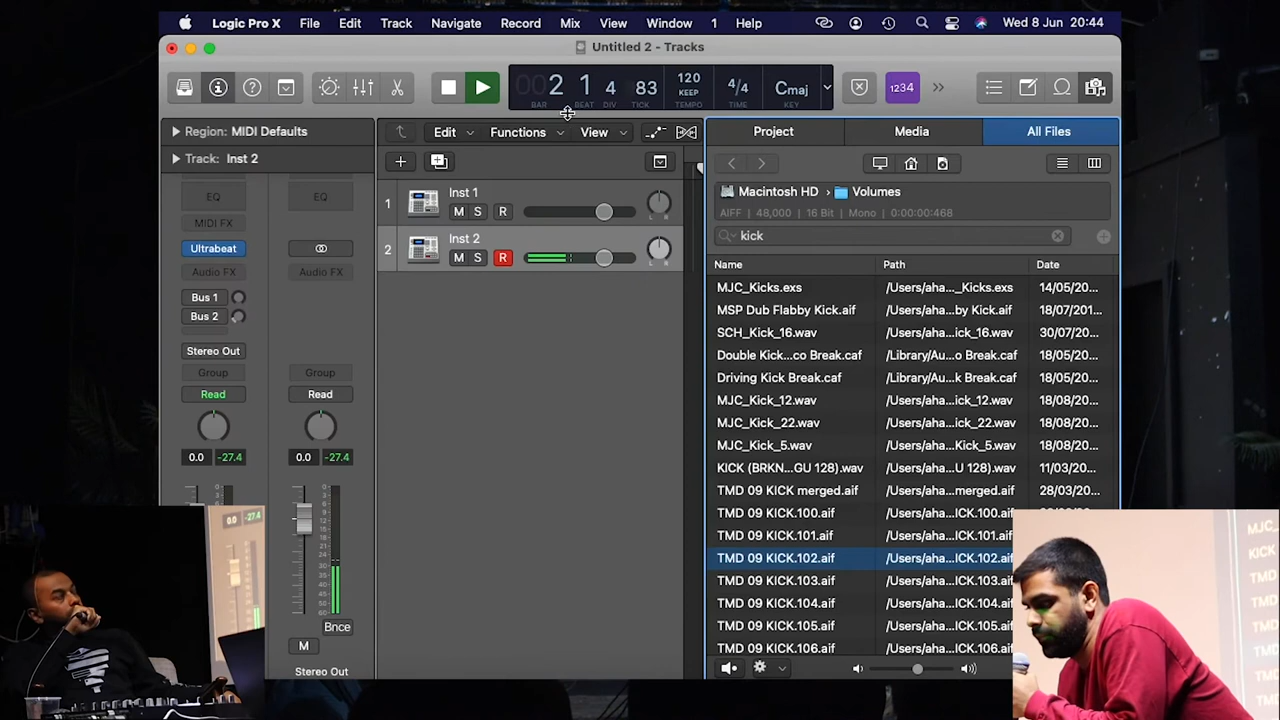 Logic Pro X File Edit Track Navigate Record Mix View Window 1 Help Wed 8 Jun 20:44
Untitled 2 - Tracks
002 1 4 83 120 KEEP 4/4 Cmaj 1234
BAR BEAT DIV TICK TEMPO TIME KEY
Region: MIDI Defaults
Track: Inst 2
EQ EQ
MIDI FX
Ultrabeat
Audio FX Audio FX
Bus 1
Bus 2
Stereo Out
Group Group
Read Read
0.0 -27.4 0.0 -27.4
Bnce
M
Stereo Out
Edit Functions View
1 Inst 1
M S R
L R
2 Inst 2
M S R
L R
Project Media All Files
Macintosh HD Volumes
AIFF 48,000 16 Bit Mono 0:00:00:468
kick
Name Path Date
MJC_Kicks.exs /Users/aha..._Kicks.exs 14/05/20...
MSP Dub Flabby Kick.aif /Users/aha...by Kick.aif 18/07/201...
SCH_Kick_16.wav /Users/aha...ick_16.wav 30/07/20...
Double Kick...co Break.caf /Library/Au...o Break.caf 18/05/20...
Driving Kick Break.caf /Library/Au...k Break.caf 18/05/20...
MJC_Kick_12.wav /Users/aha...ick_12.wav 18/08/20...
MJC_Kick_22.wav /Users/aha...ick_22.wav 18/08/20...
MJC_Kick_5.wav /Users/aha...Kick_5.wav 18/08/20...
KICK (BRKN...GU 128).wav /Users/aha...U 128).wav 11/03/20...
TMD 09 KICK merged.aif /Users/aha...merged.aif 28/03/20...
TMD 09 KICK.100.aif /Users/aha...ICK.100.aif
TMD 09 KICK.101.aif /Users/aha...ICK.101.aif
TMD 09 KICK.102.aif /Users/aha...ICK.102.aif
TMD 09 KICK.103.aif /Users/aha...ICK.103.aif
TMD 09 KICK.104.aif /Users/aha...ICK.104.aif
TMD 09 KICK.105.aif /Users/aha...ICK.105.aif
TMD 09 KICK.106.aif /Users/aha...ICK.106.aif